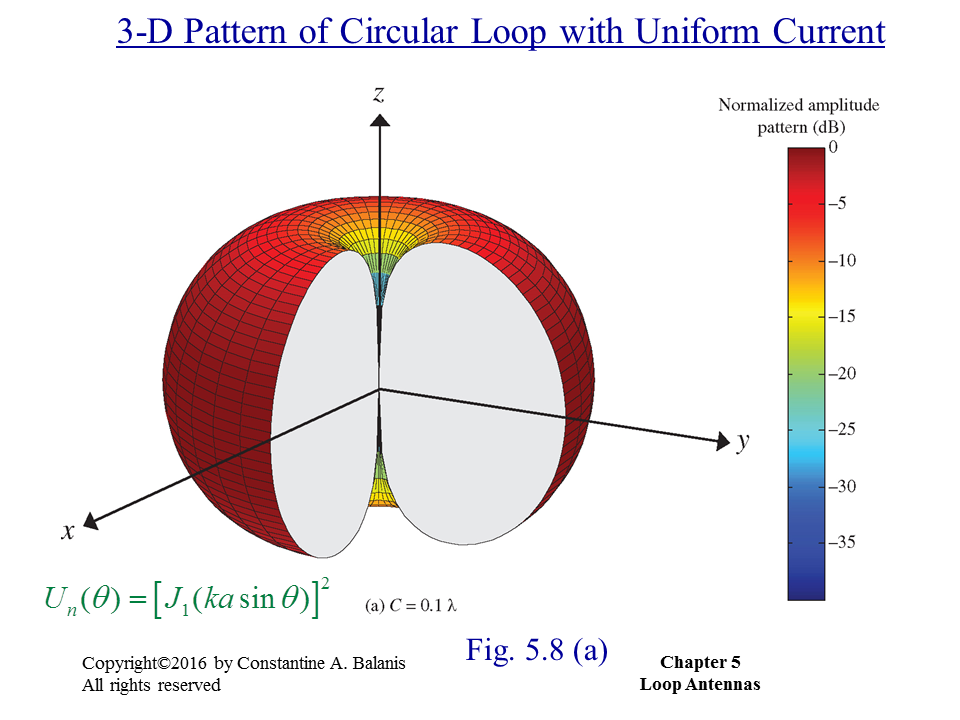 3-D Pattern of Circular Loop with Uniform Current
z
Normalized amplitude
pattern (dB)
0
–5
–10
–15
–20
–25
–30
–35
y
x
Uₙ(θ) = [J₁(ka sin θ)]²
(a) C = 0.1 λ
Fig. 5.8 (a)
Copyright©2016 by Constantine A. Balanis
All rights reserved
Chapter 5
Loop Antennas